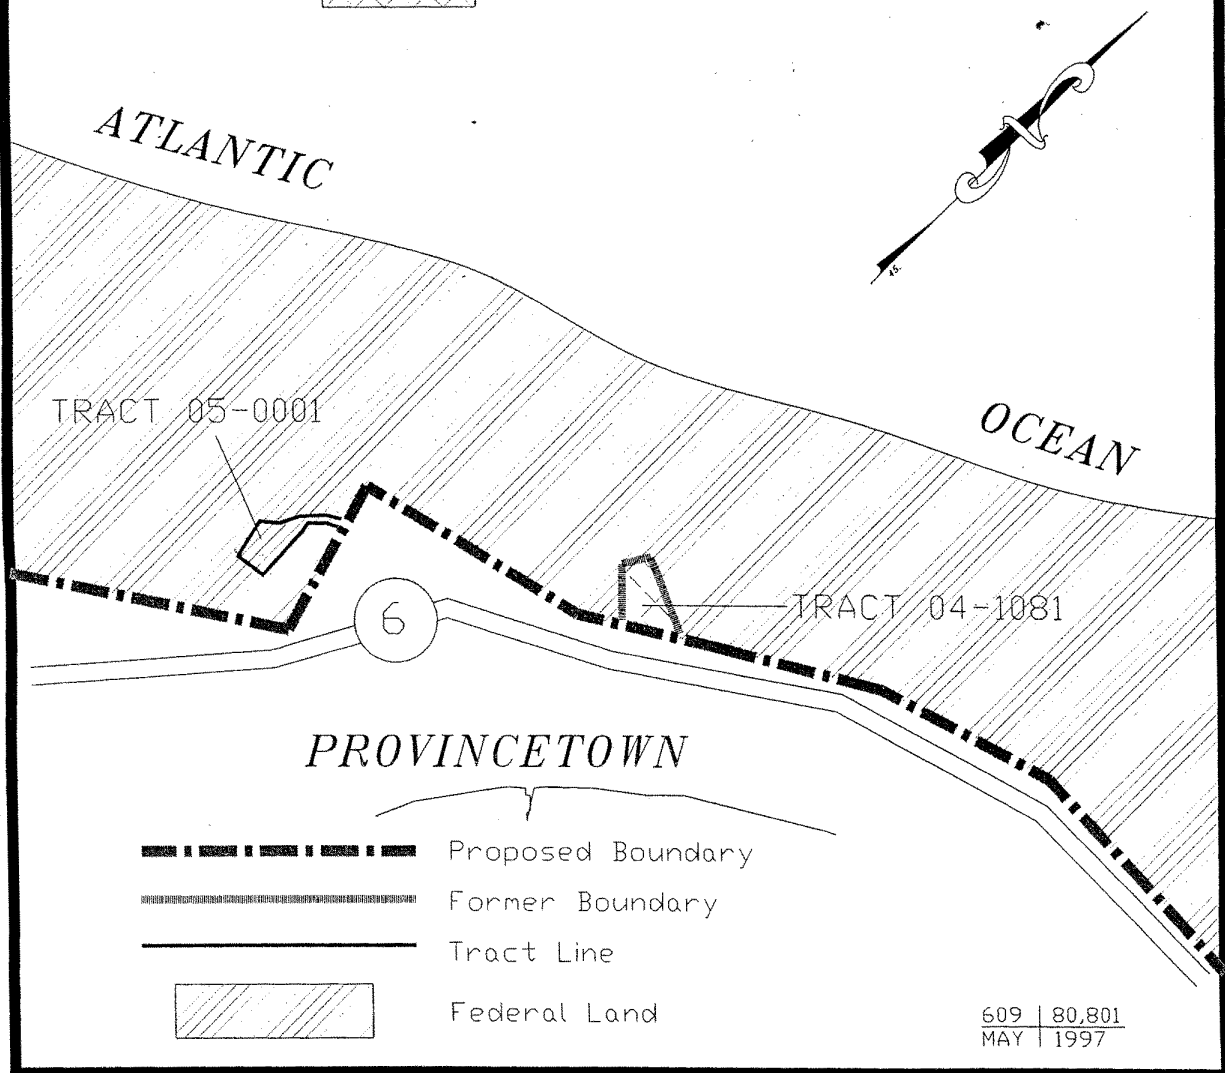 ATLANTIC
45.
OCEAN
TRACT 05-0001
TRACT 04-1081
6
PROVINCETOWN
Proposed Boundary
Former Boundary
Tract Line
Federal Land
609 | 80,801
MAY | 1997